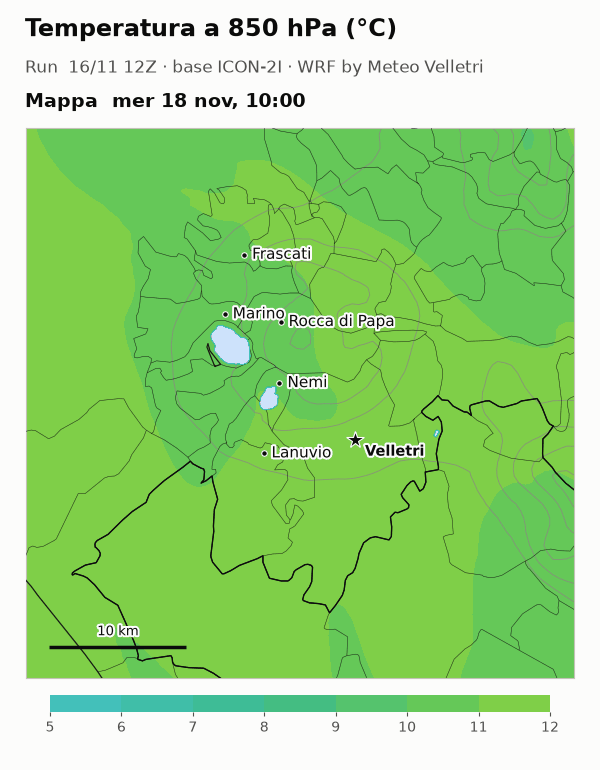 Temperatura a 850 hPa (°C)
Run 16/11 12Z · base ICON-2I · WRF by Meteo Velletri
Mappa mer 18 nov, 10:00
Frascati
Marino
Rocca di Papa
Nemi
Velletri
Lanuvio
10 km
5 6 7 8 9 10 11 12